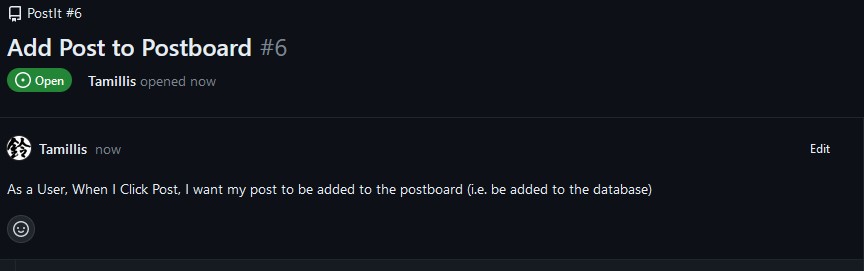 PostIt #6
Add Post to Postboard #6
Open Tamillis opened now
鈴 Tamillis now Edit
As a User, When I Click Post, I want my post to be added to the postboard (i.e. be added to the database)